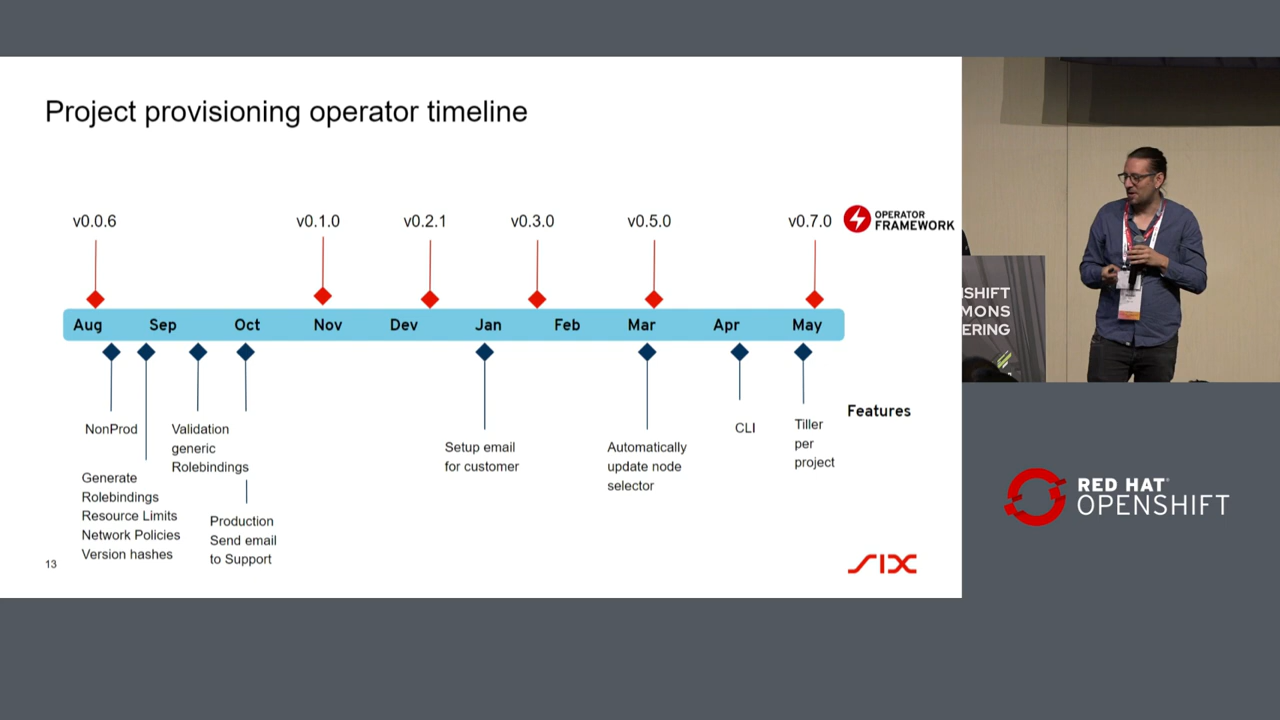 Project provisioning operator timeline
v0.0.6
v0.1.0
v0.2.1
v0.3.0
v0.5.0
v0.7.0
OPERATOR
FRAMEWORK
Aug
Sep
Oct
Nov
Dev
Jan
Feb
Mar
Apr
May
NonProd
Generate
Rolebindings
Resource Limits
Network Policies
Version hashes
Validation
generic
Rolebindings
Production
Send email
to Support
Setup email
for customer
Automatically
update node
selector
CLI
Tiller
per
project
Features
13
SIX
NSHIFT
MONS
ERING
RED HAT®
OPENSHIFT